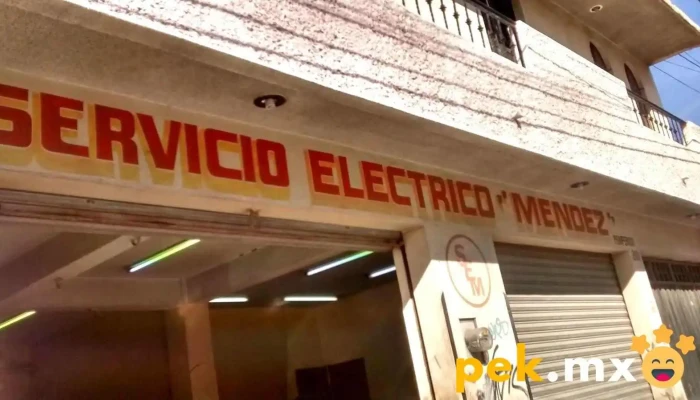 SERVICIO ELECTRICO "MENDEZ"
SEM
pek.mx